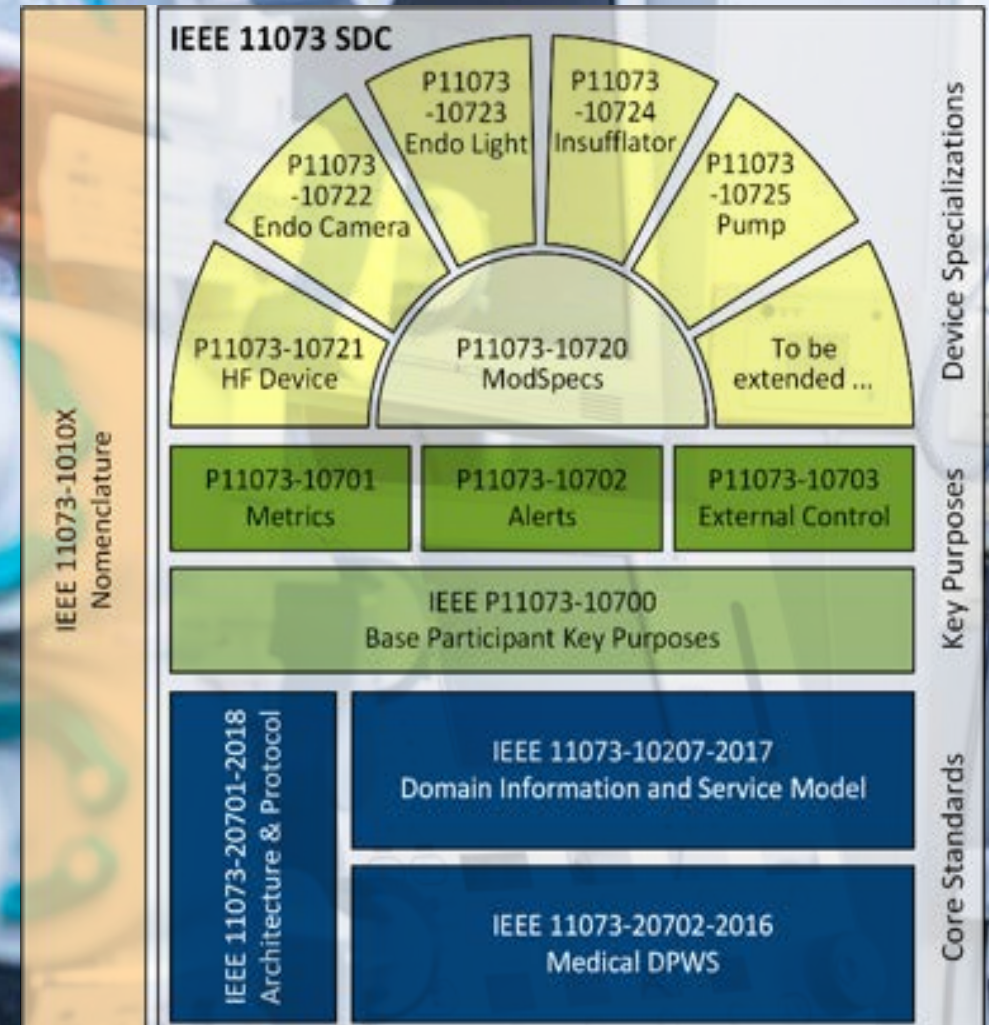 IEEE 11073 SDC
P11073
-10723
Endo Light
P11073
-10724
Insufflator
P11073
-10722
Endo Camera
P11073
-10725
Pump
P11073-10721
HF Device
P11073-10720
ModSpecs
To be
extended ...
Device Specializations
P11073-10701
Metrics
P11073-10702
Alerts
P11073-10703
External Control
IEEE P11073-10700
Base Participant Key Purposes
Key Purposes
IEEE 11073-20701-2018
Architecture & Protocol
IEEE 11073-10207-2017
Domain Information and Service Model
IEEE 11073-20702-2016
Medical DPWS
Core Standards
IEEE 11073-1010X
Nomenclature